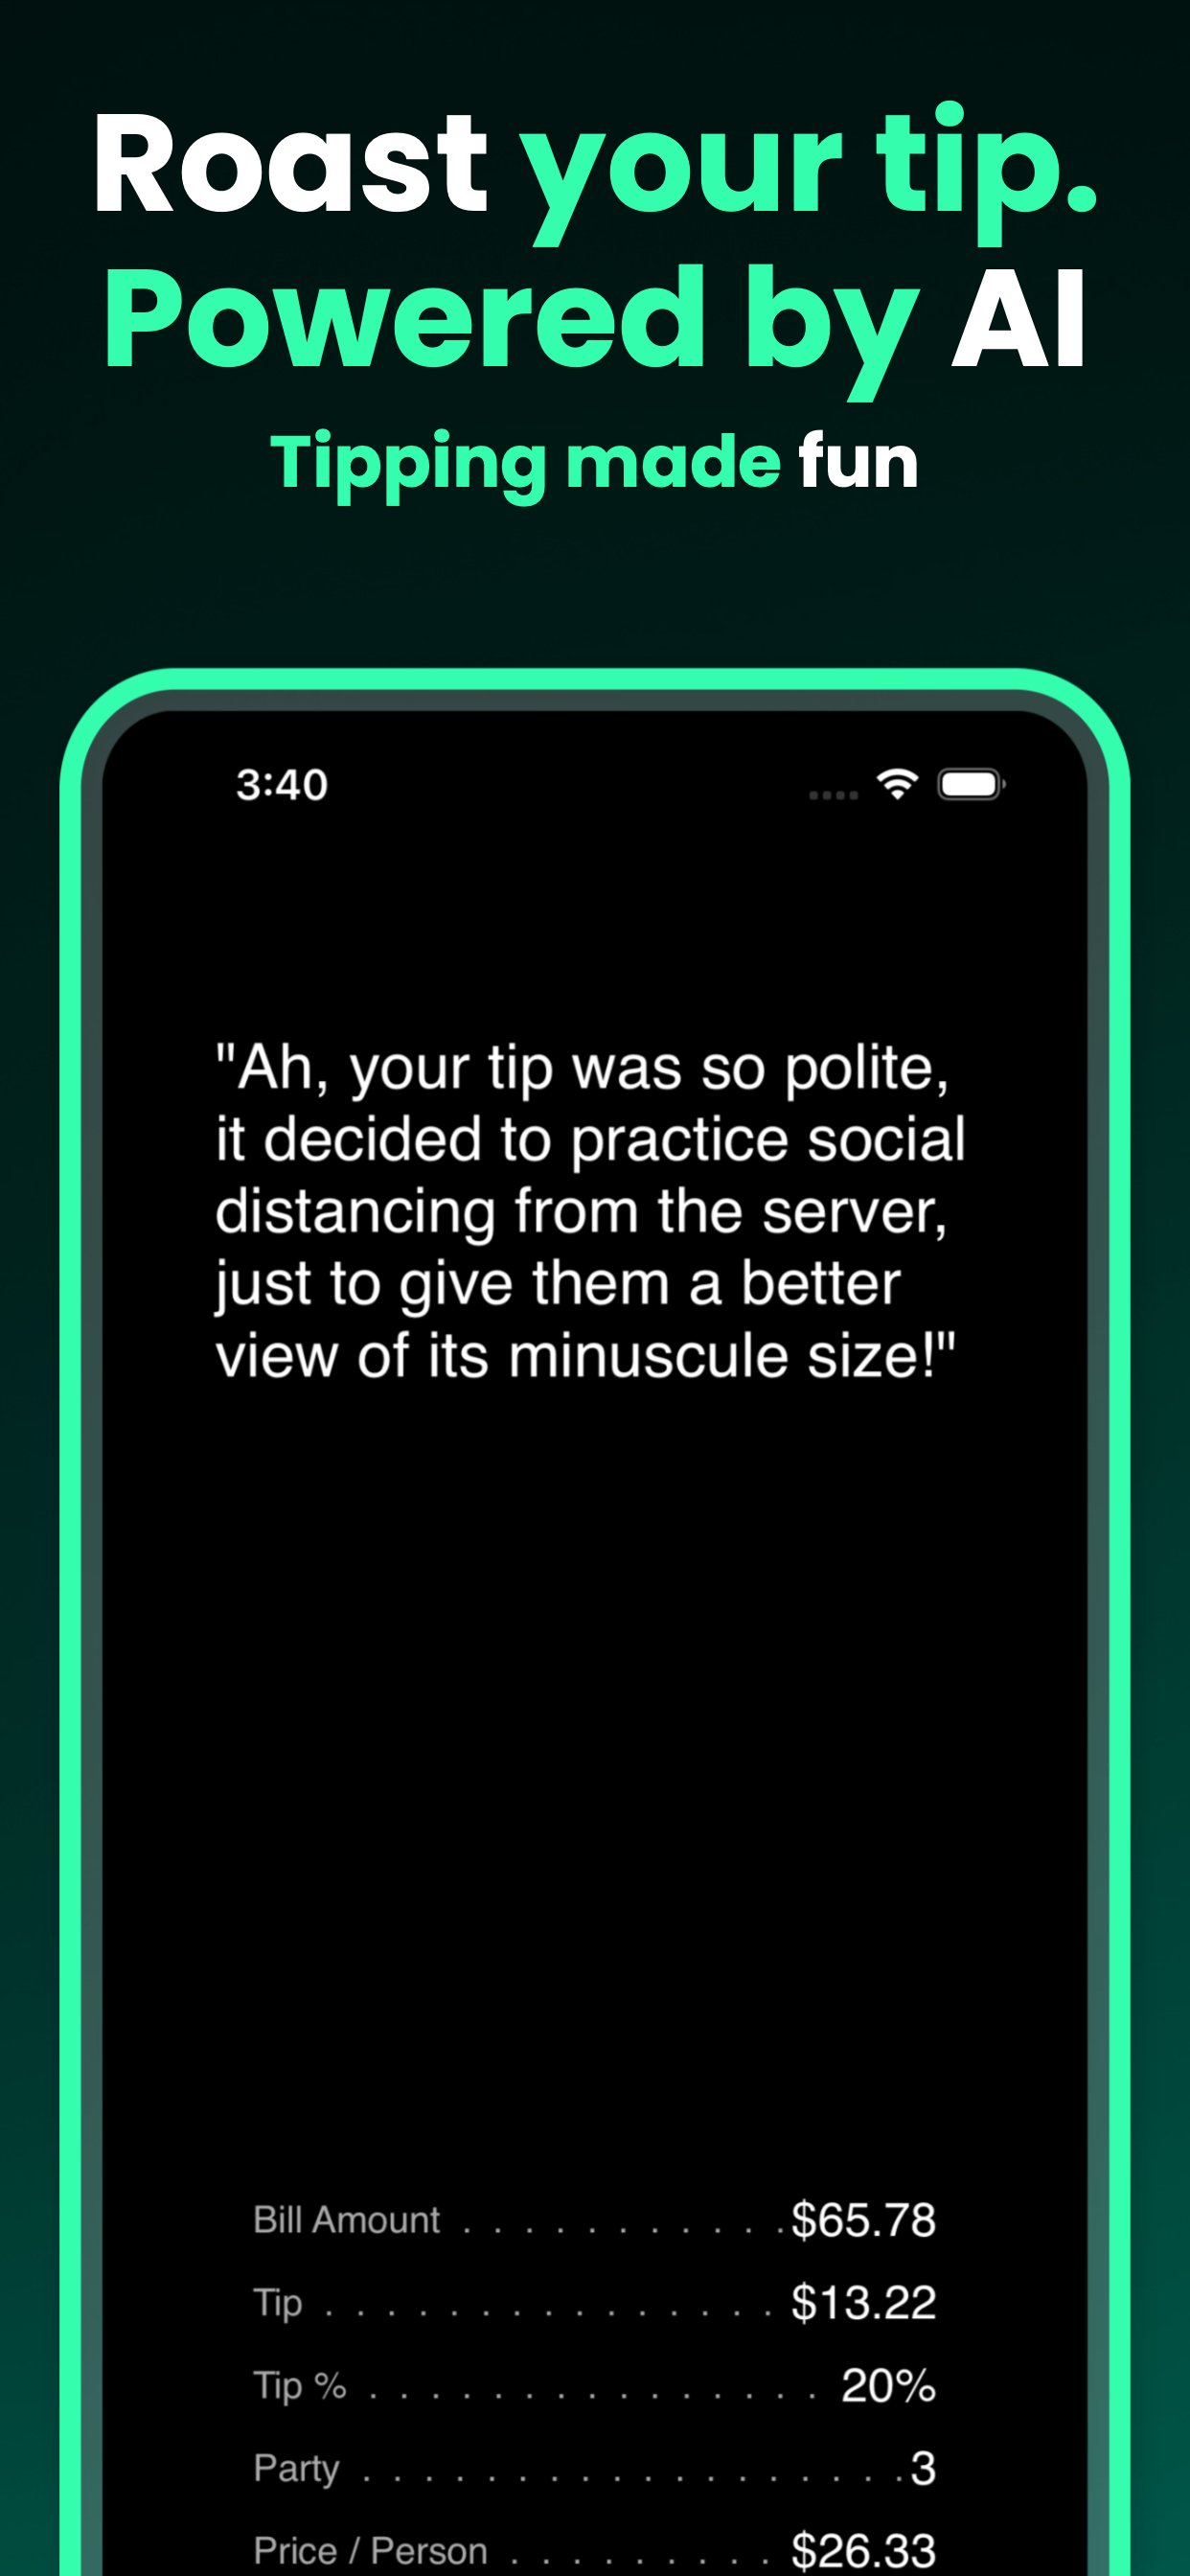 Roast your tip.
Powered by AI
Tipping made fun
3:40
"Ah, your tip was so polite,
it decided to practice social
distancing from the server,
just to give them a better
view of its minuscule size!"
Bill Amount . . . . . . . . . . . $65.78
Tip . . . . . . . . . . . . . . . $13.22
Tip % . . . . . . . . . . . . . . . 20%
Party . . . . . . . . . . . . . . . . . . 3
Price / Person . . . . . . . . . $26.33